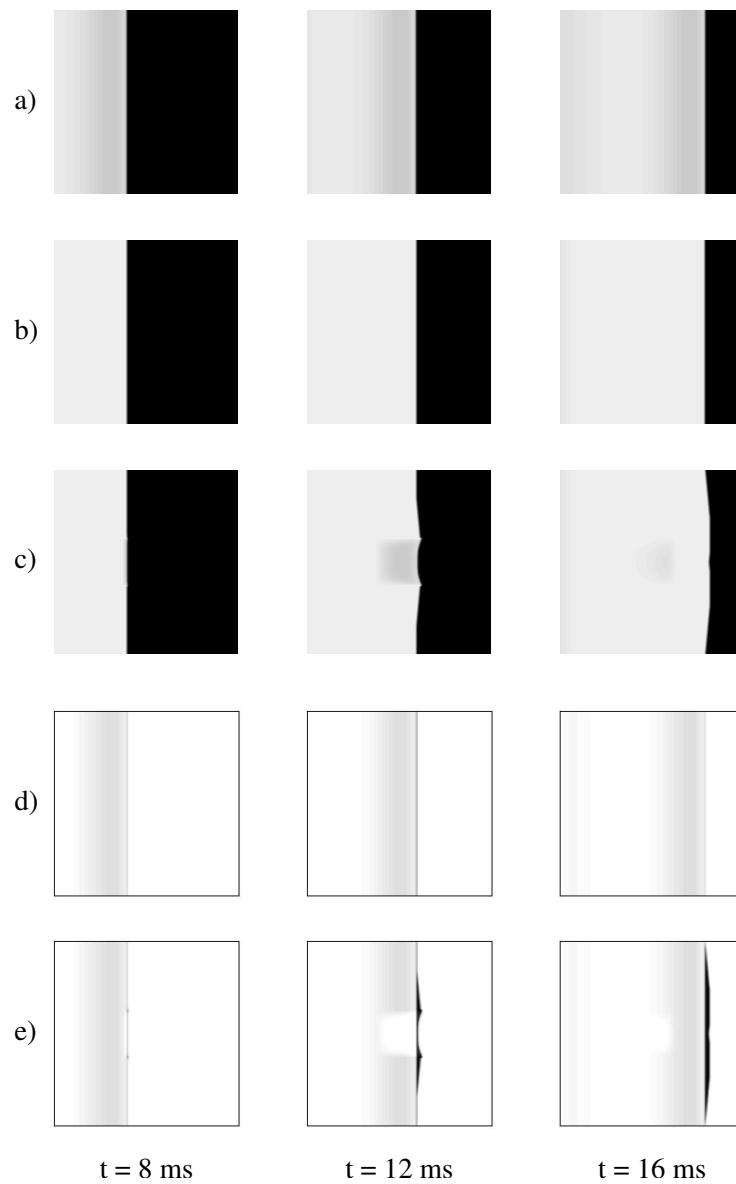 a)
b)
c)
d)
e)
t = 8 ms
t = 12 ms
t = 16 ms